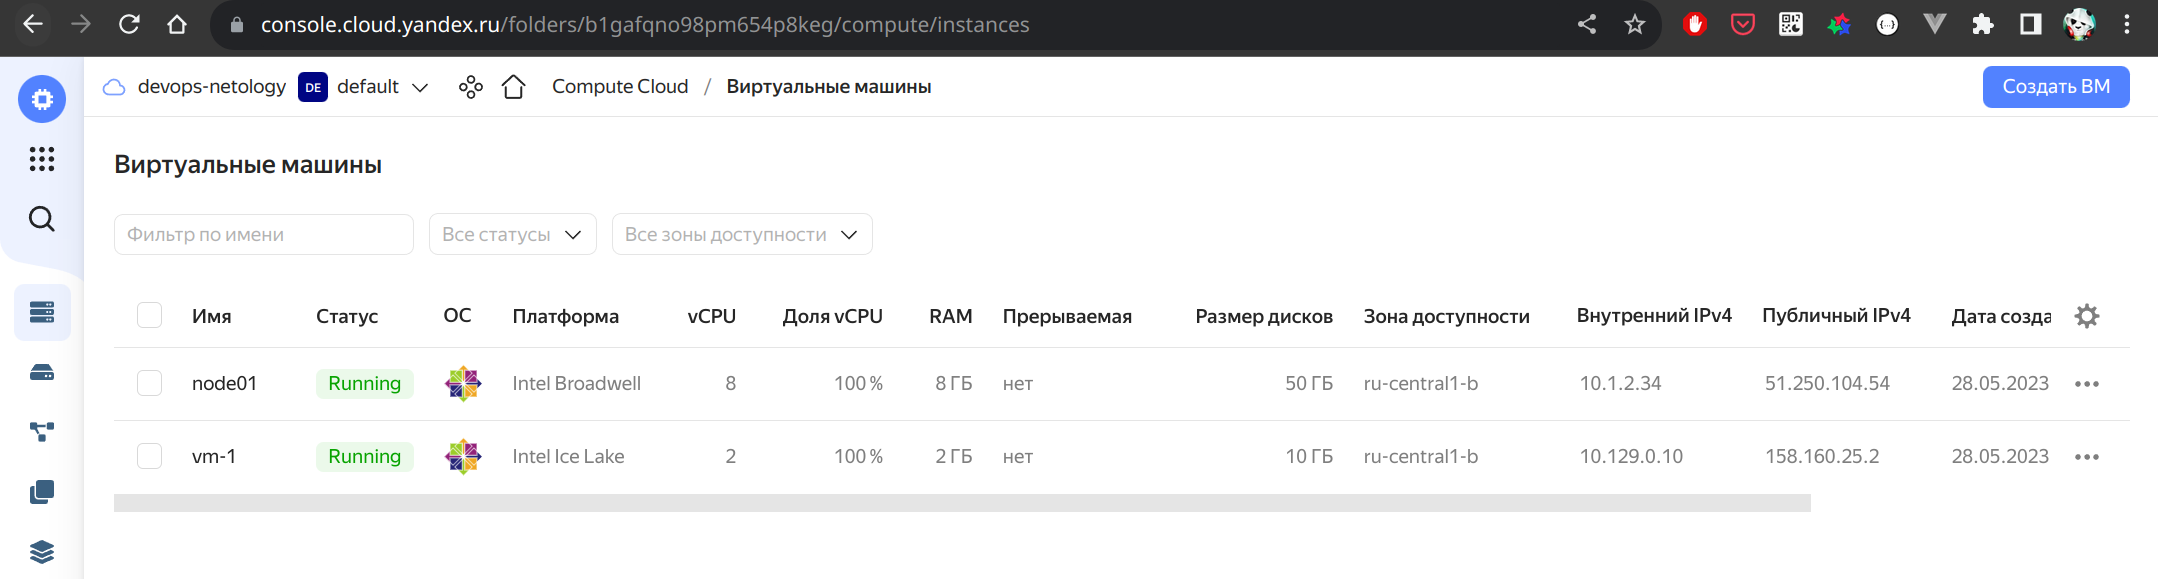 console.cloud.yandex.ru/folders/b1gafqno98pm654p8keg/compute/instances
devops-netology DE default Compute Cloud / Виртуальные машины Создать ВМ
Виртуальные машины
Фильтр по имени Все статусы Все зоны доступности
Имя Статус ОС Платформа vCPU Доля vCPU RAM Прерываемая Размер дисков Зона доступности Внутренний IPv4 Публичный IPv4 Дата созда
node01 Running Intel Broadwell 8 100 % 8 ГБ нет 50 ГБ ru-central1-b 10.1.2.34 51.250.104.54 28.05.2023
vm-1 Running Intel Ice Lake 2 100 % 2 ГБ нет 10 ГБ ru-central1-b 10.129.0.10 158.160.25.2 28.05.2023